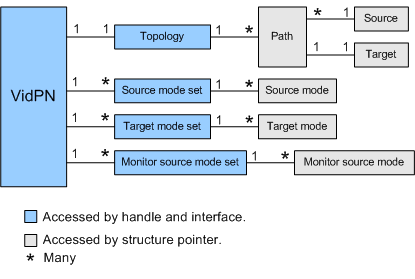 VidPN
1 1 Topology 1 * Path * 1 Source
1 1 Target
1 * Source mode set 1 * Source mode
1 * Target mode set 1 * Target mode
1 * Monitor source mode set 1 * Monitor source mode
Accessed by handle and interface.
Accessed by structure pointer.
* Many